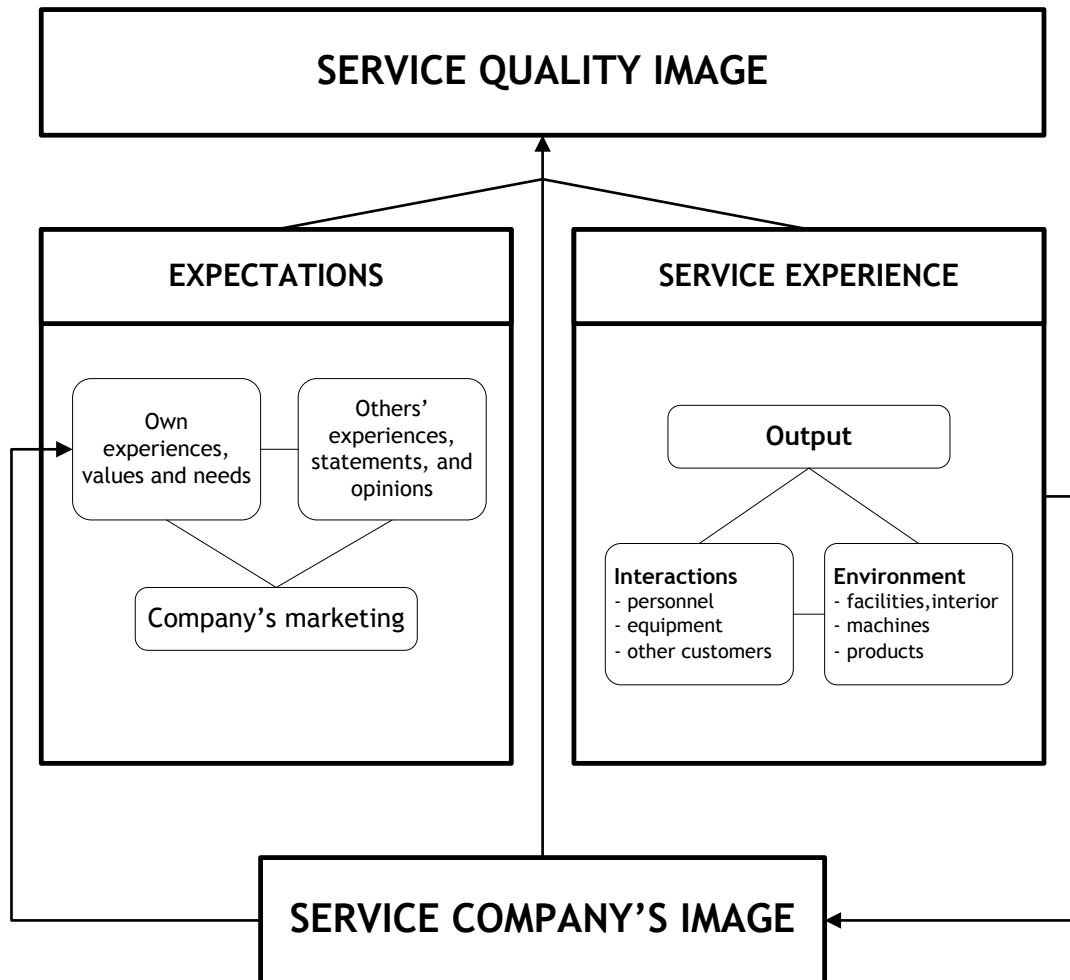 SERVICE QUALITY IMAGE
EXPECTATIONS
Own
experiences,
values and needs
Others’
experiences,
statements, and
opinions
Company’s marketing
SERVICE EXPERIENCE
Output
Interactions
- personnel
- equipment
- other customers
Environment
- facilities,interior
- machines
- products
SERVICE COMPANY’S IMAGE